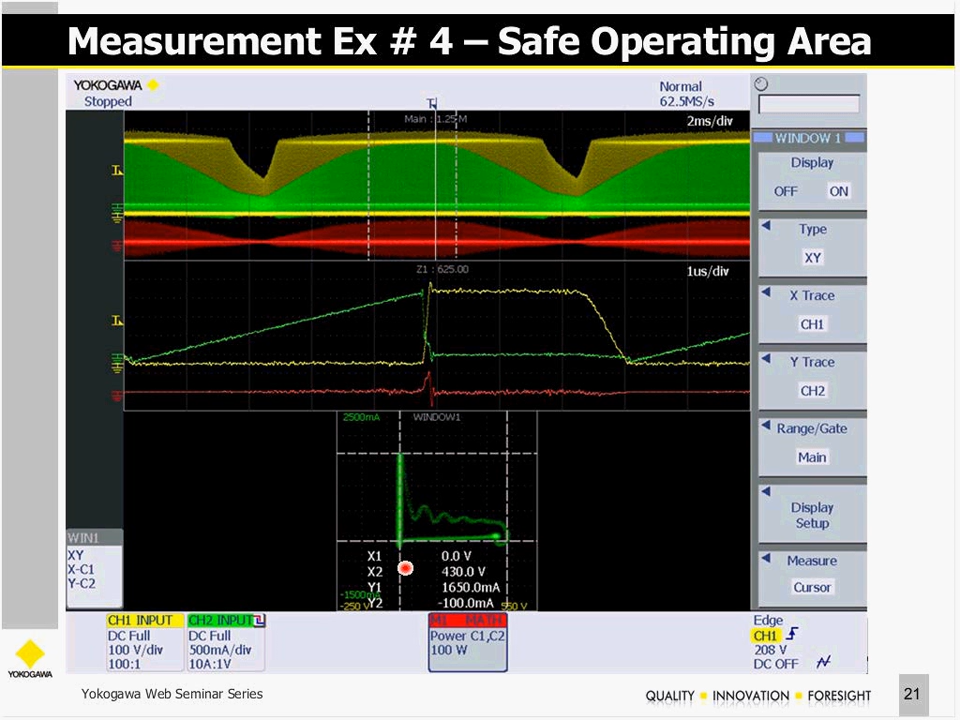 Measurement Ex # 4 – Safe Operating Area
YOKOGAWA
Stopped
Normal
62.5MS/s
Main : 1.25 M
2ms/div
Z1 : 625.00
1us/div
2500mA
WINDOW1
X1 0.0 V
X2 430.0 V
Y1 1650.0mA
Y2 -100.0mA
-1500mA
-250 V
550 V
WINDOW 1
Display
OFF ON
Type
XY
X Trace
CH1
Y Trace
CH2
Range/Gate
Main
Display
Setup
Measure
Cursor
WIN1
XY
X-C1
Y-C2
CH1 INPUT
DC Full
100 V/div
100:1
CH2 INPUT
DC Full
500mA/div
10A:1V
M1 MATH
Power C1,C2
100 W
Edge
CH1
208 V
DC OFF
YOKOGAWA
Yokogawa Web Seminar Series
QUALITY INNOVATION FORESIGHT
21